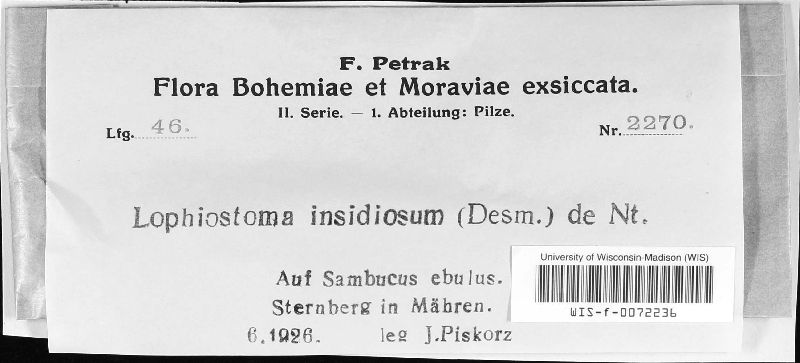 F. Petrak
Flora Bohemiae et Moraviae exsiccata.
II. Serie. — 1. Abteilung: Pilze.
Lfg. 46.
Nr. 2270.
Lophiostoma insidiosum (Desm.) de Nt.
University of Wisconsin-Madison (WIS)
WIS-f-0072236
Auf Sambucus ebulus.
Sternberg in Mähren.
6.1926. leg J.Piskorz